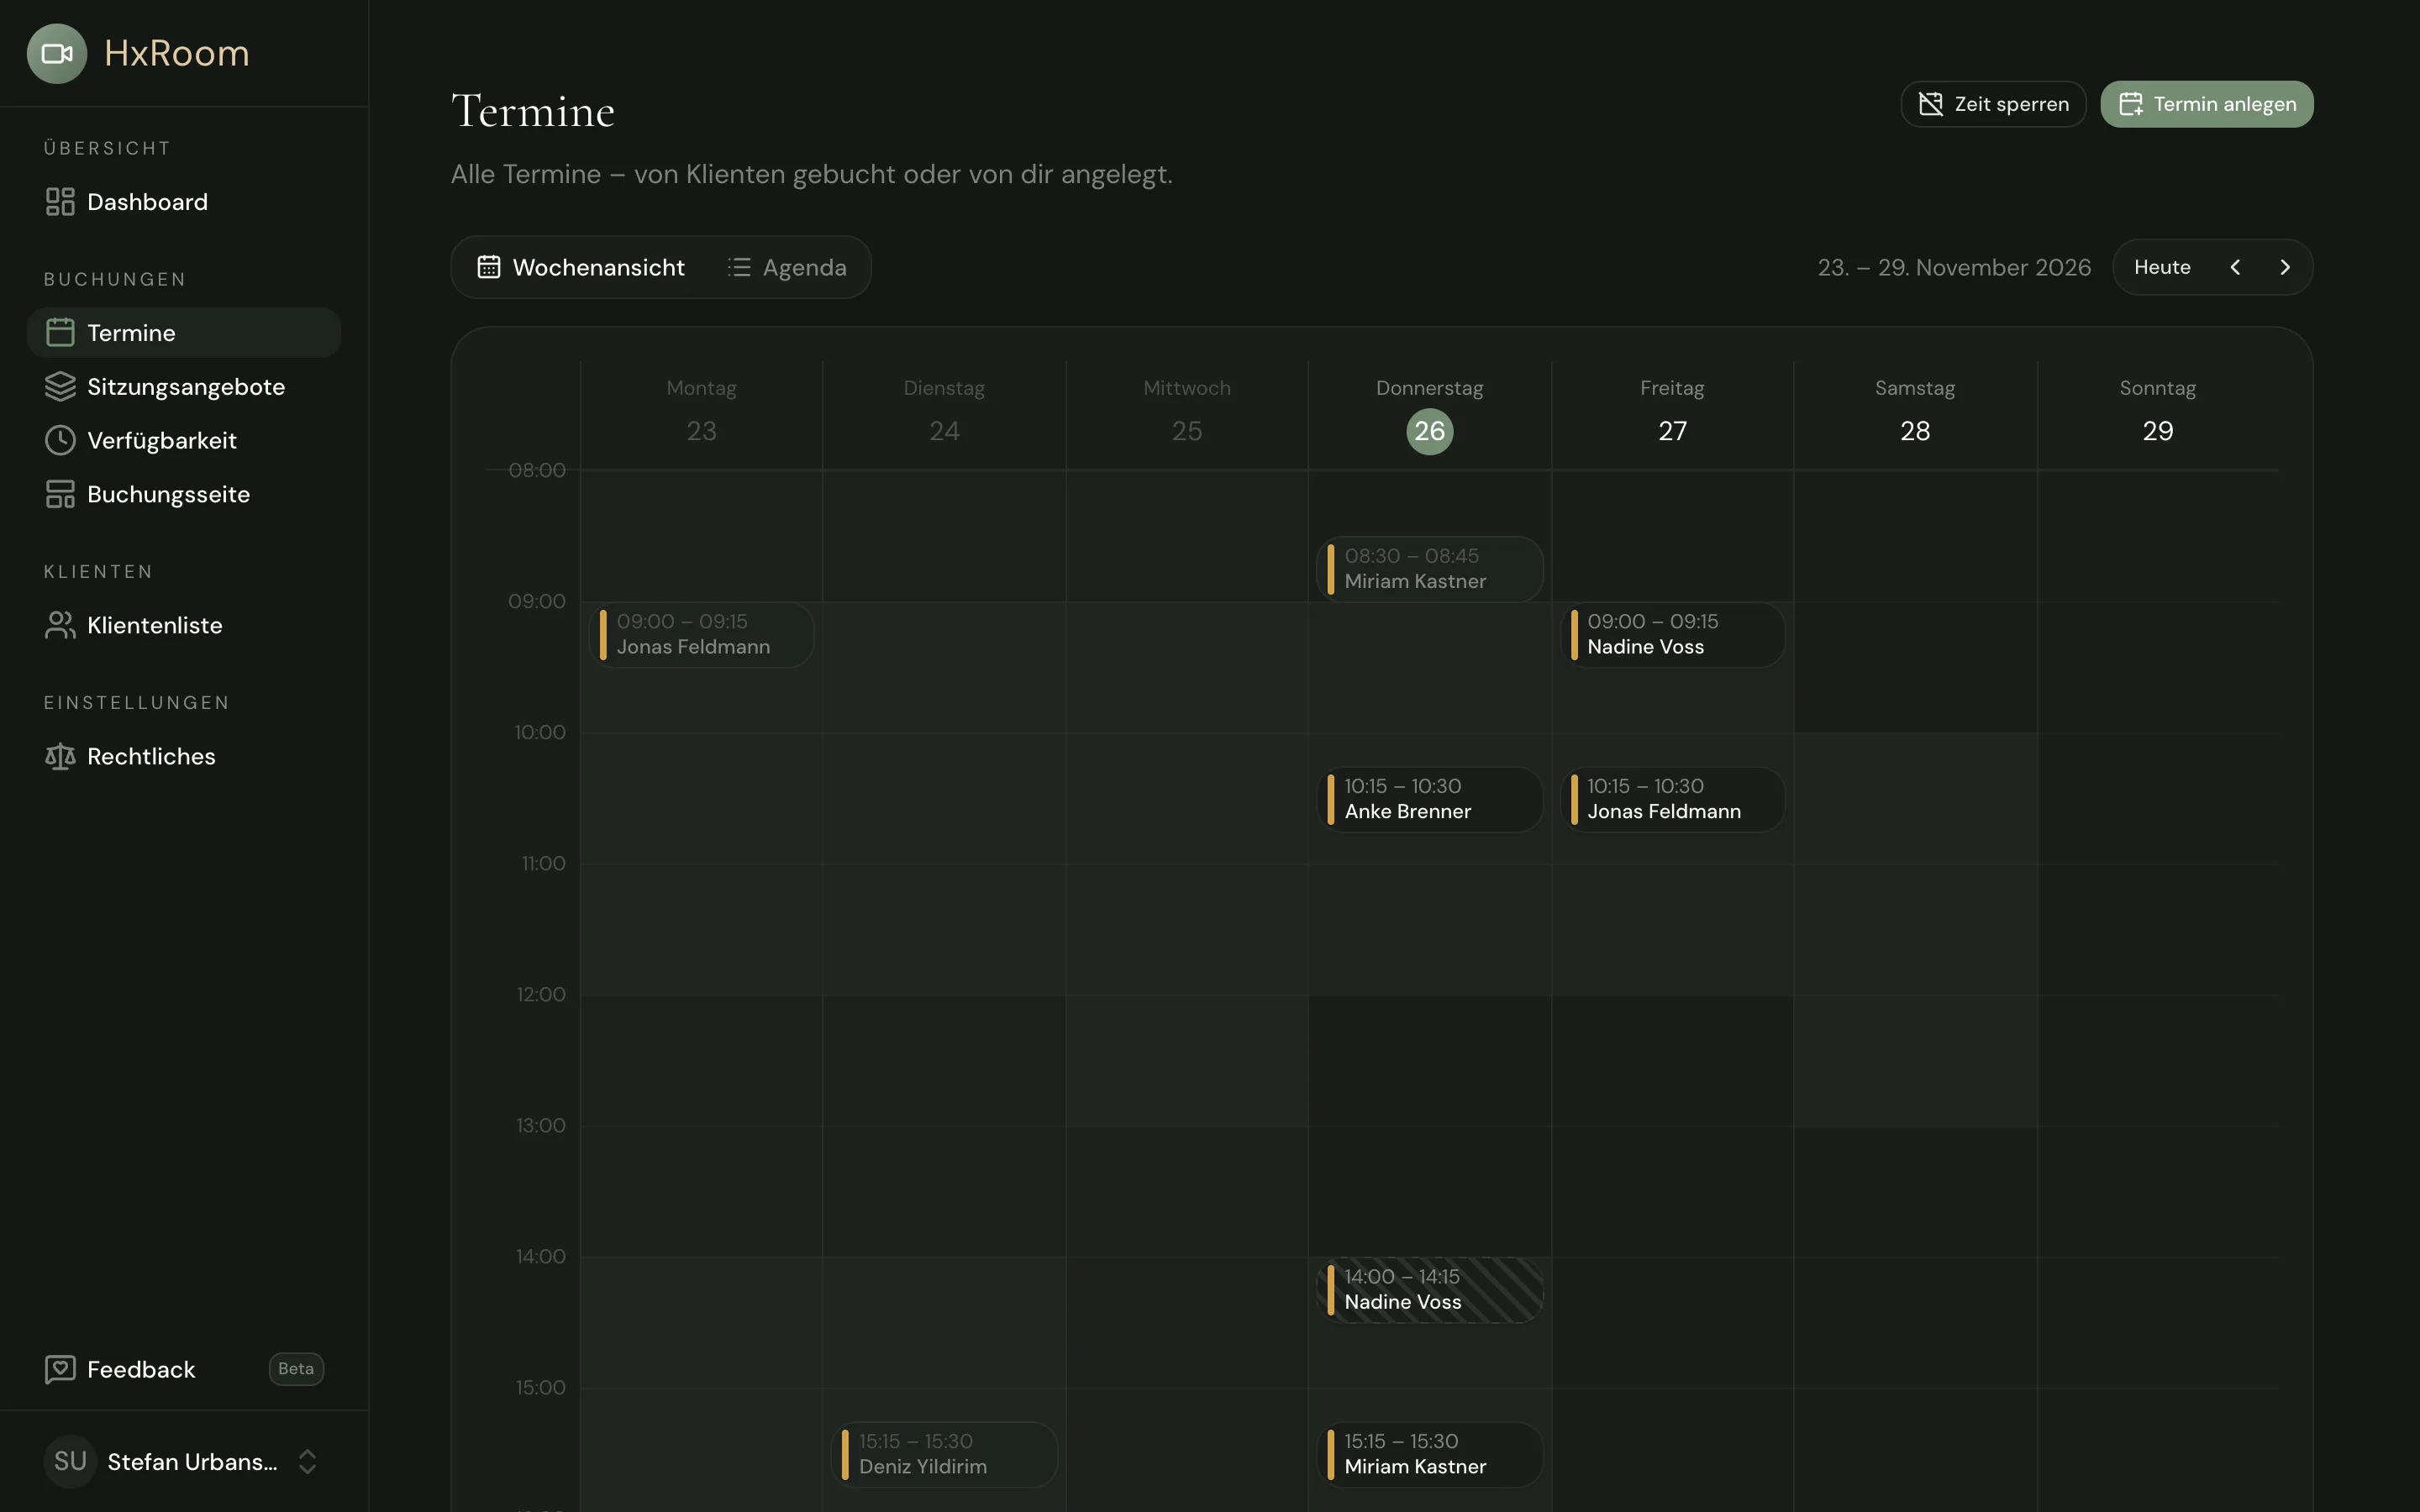 HxRoom
ÜBERSICHT
Dashboard
BUCHUNGEN
Termine
Sitzungsangebote
Verfügbarkeit
Buchungsseite
KLIENTEN
Klientenliste
EINSTELLUNGEN
Rechtliches
Feedback
Beta
SU
Stefan Urbans...
Termine
Alle Termine – von Klienten gebucht oder von dir angelegt.
Zeit sperren
Termin anlegen
Wochenansicht
Agenda
23. – 29. November 2026
Heute
Montag
23
Dienstag
24
Mittwoch
25
Donnerstag
26
Freitag
27
Samstag
28
Sonntag
29
08:00
08:30 – 08:45
Miriam Kastner
09:00
09:00 – 09:15
Jonas Feldmann
09:00 – 09:15
Nadine Voss
10:00
10:15 – 10:30
Anke Brenner
10:15 – 10:30
Jonas Feldmann
11:00
12:00
13:00
14:00
14:00 – 14:15
Nadine Voss
15:00
15:15 – 15:30
Deniz Yildirim
15:15 – 15:30
Miriam Kastner